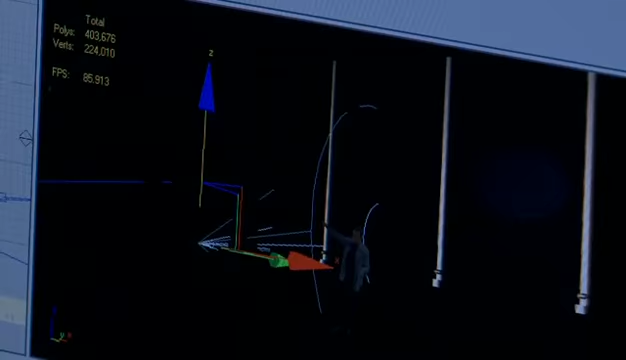 Total
Polys: 403,676
Verts: 224,010
FPS: 85.913
z
x
y x